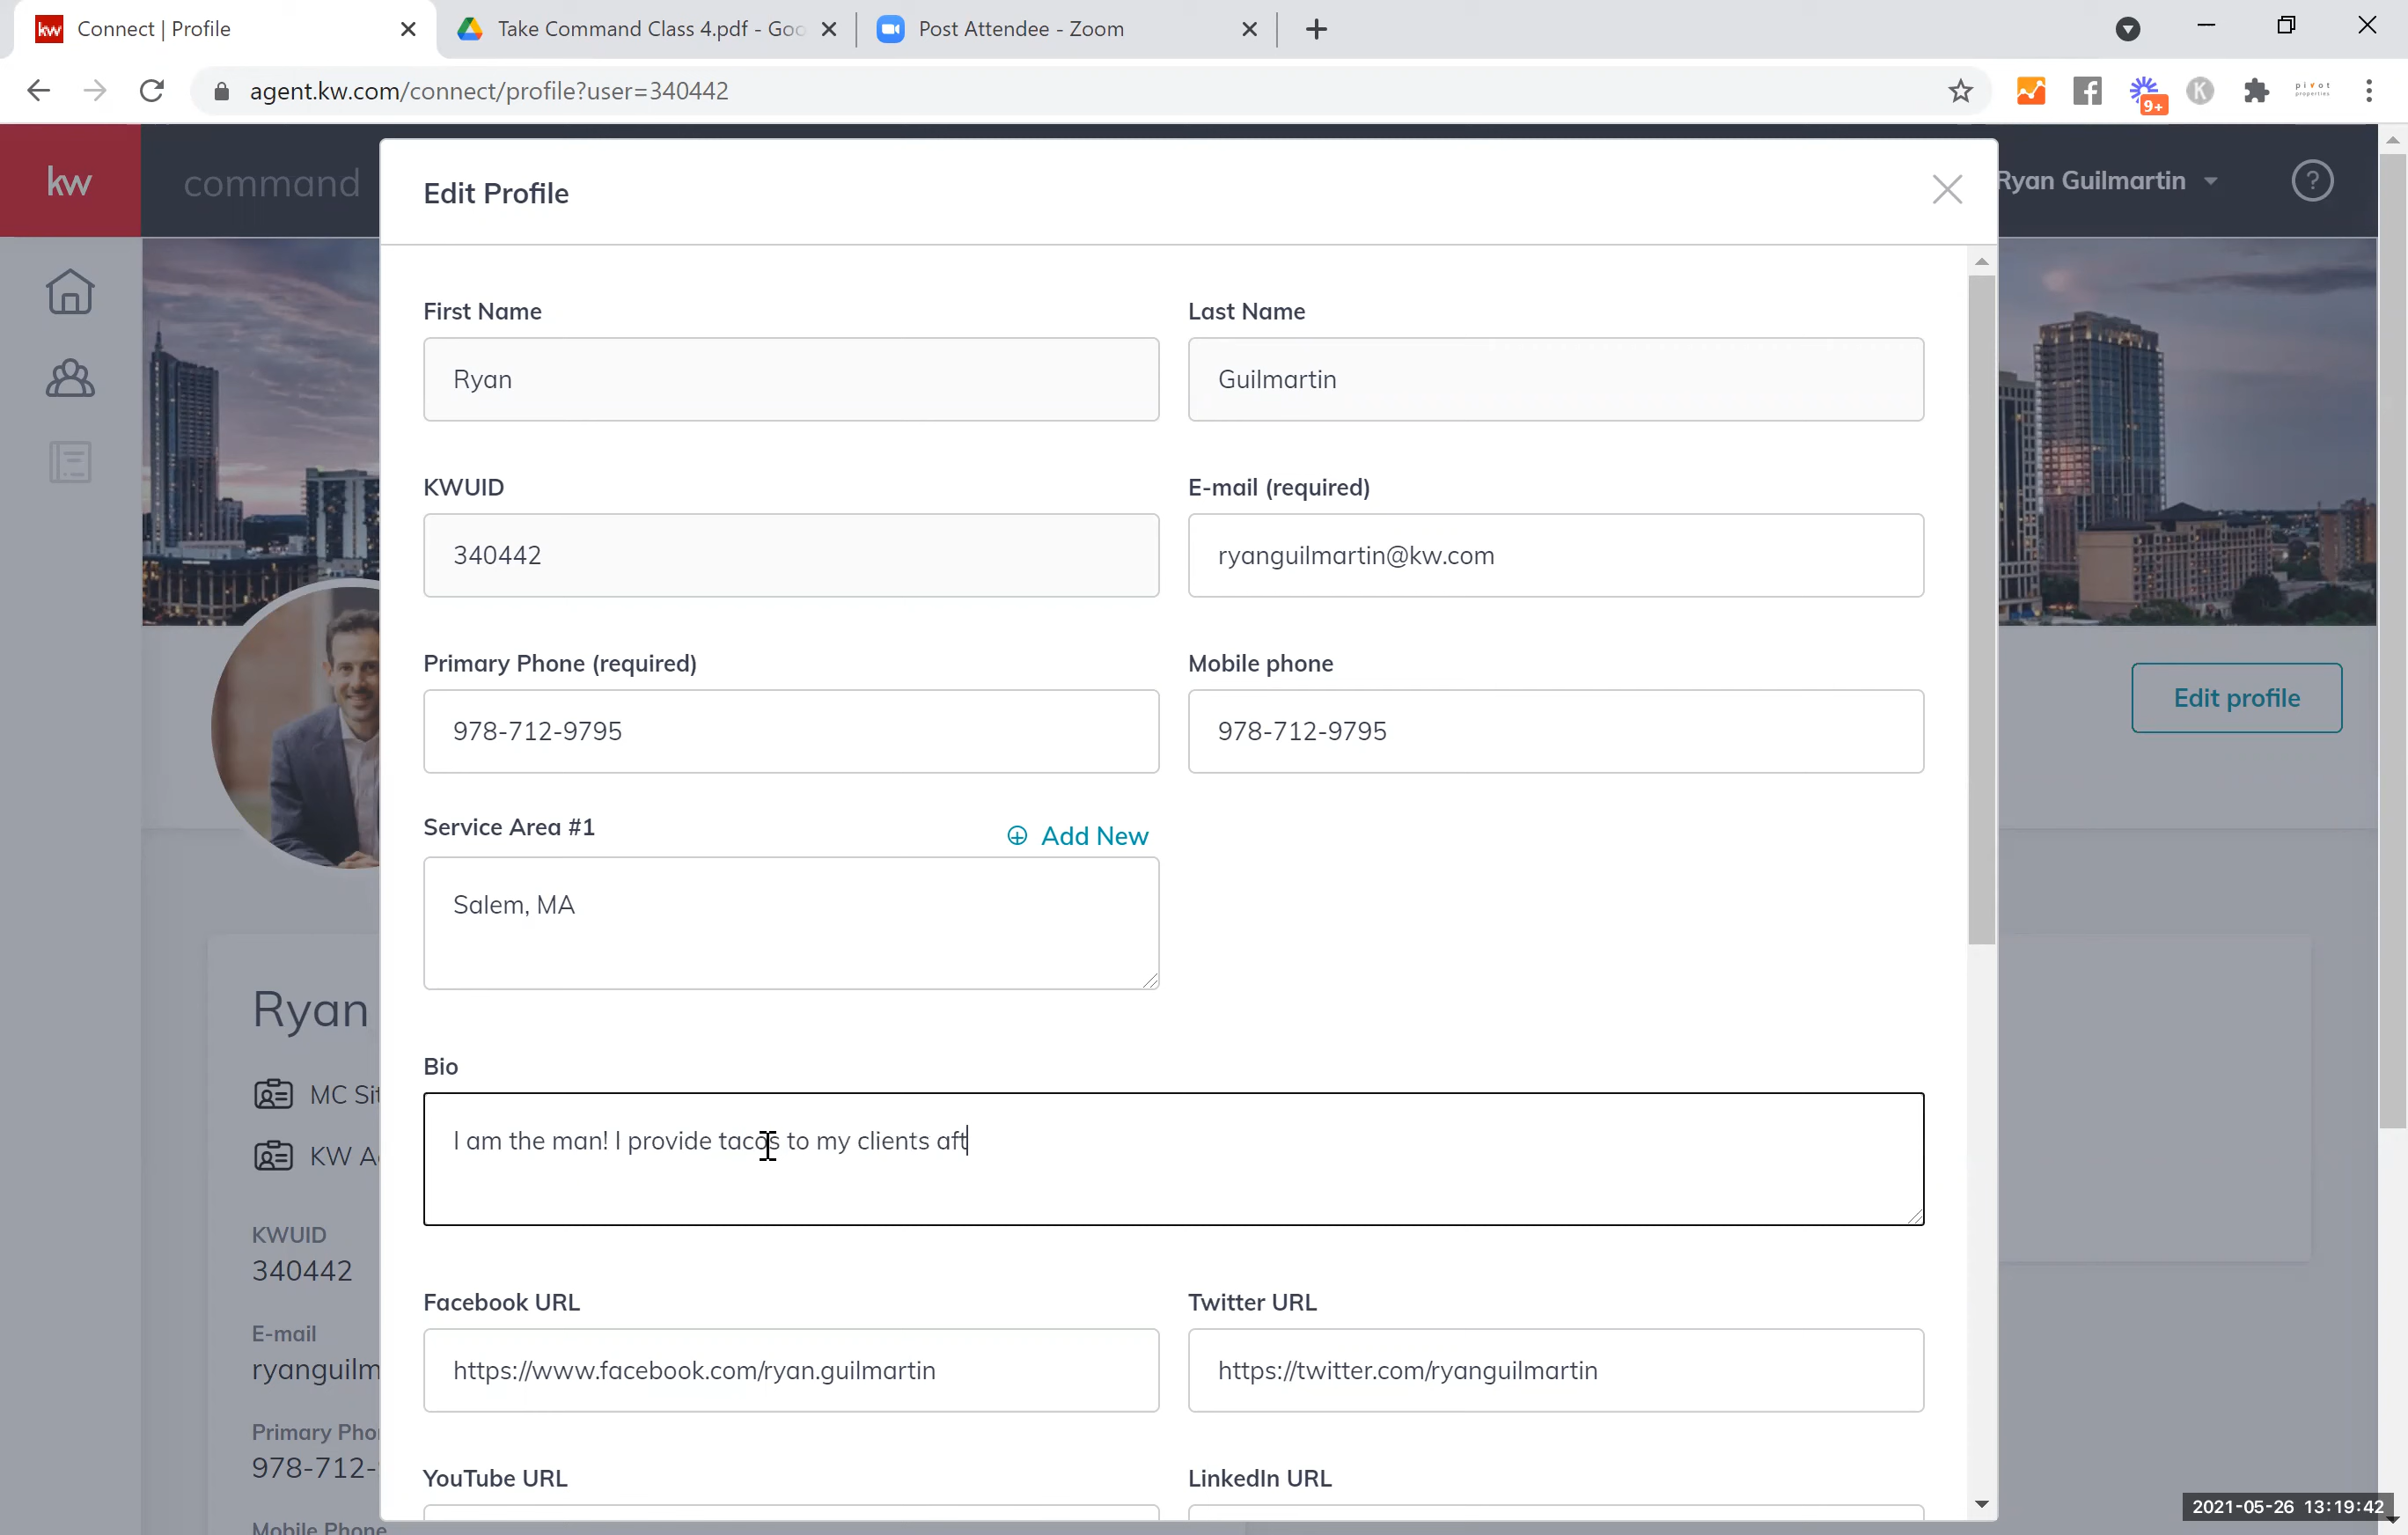 Connect | Profile
Take Command Class 4.pdf - Goo
Post Attendee - Zoom
agent.kw.com/connect/profile?user=340442
9+
K
pivot
properties
kw
command
Edit Profile
Ryan Guilmartin
?
First Name
Last Name
Ryan
Guilmartin
KWUID
E-mail (required)
340442
ryanguilmartin@kw.com
Primary Phone (required)
Mobile phone
Edit profile
978-712-9795
978-712-9795
Service Area #1
Add New
Salem, MA
Ryan
Bio
MC Sit
I am the man! I provide tacos to my clients aft
KW A
KWUID
340442
Facebook URL
Twitter URL
E-mail
ryanguilm
https://www.facebook.com/ryan.guilmartin
https://twitter.com/ryanguilmartin
Primary Pho
978-712-
YouTube URL
LinkedIn URL
Mobile Phone
2021-05-26 13:19:42